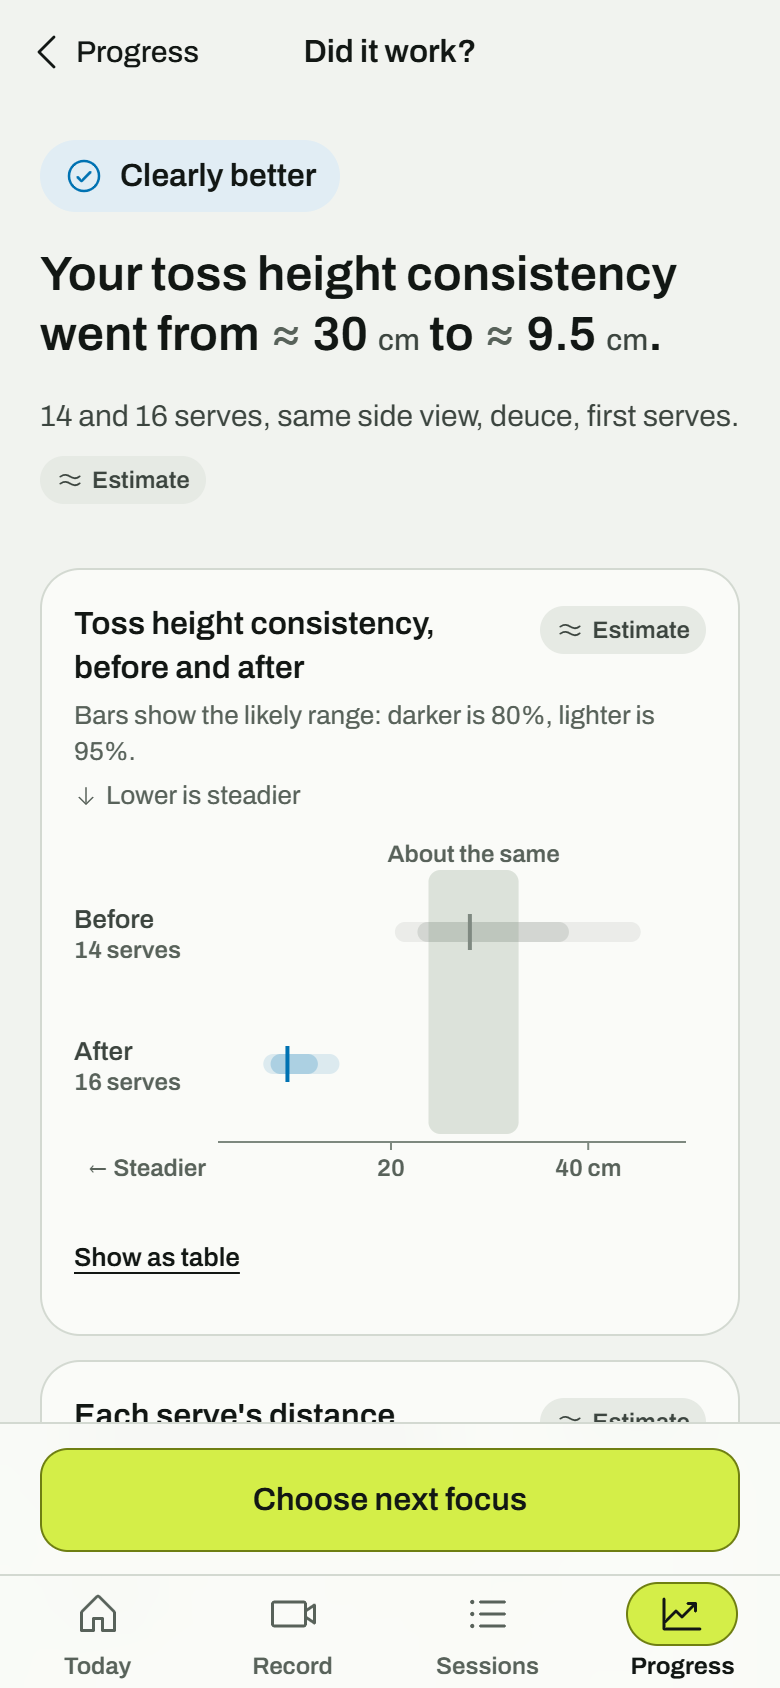 Progress
Did it work?
Clearly better
Your toss height consistency
went from ≈ 30 cm to ≈ 9.5 cm.
14 and 16 serves, same side view, deuce, first serves.
≈ Estimate
Toss height consistency,
before and after
≈ Estimate
Bars show the likely range: darker is 80%, lighter is
95%.
↓ Lower is steadier
About the same
Before
14 serves
After
16 serves
← Steadier
20
40 cm
Show as table
Each serve's distance
≈ Estimate
Choose next focus
Today
Record
Sessions
Progress